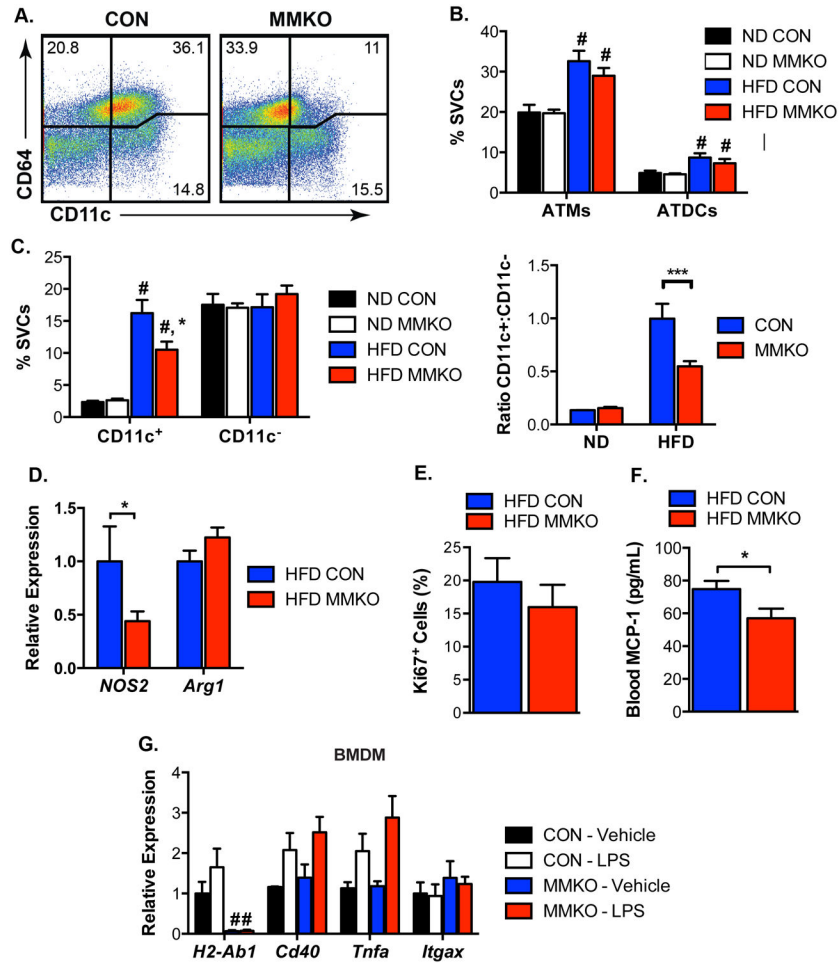 A.
CON
MMKO
20.8
36.1
33.9
11
14.8
15.5
CD64
CD11c
B.
% SVCs
40
30
20
10
0
# #
# #
ATMs
ATDCs
ND CON
ND MMKO
HFD CON
HFD MMKO
C.
% SVCs
25
20
15
10
5
0
#
#, *
CD11c+
CD11c-
ND CON
ND MMKO
HFD CON
HFD MMKO
Ratio CD11c+:CD11c-
1.5
1.0
0.5
0.0
***
ND
HFD
CON
MMKO
D.
Relative Expression
1.5
1.0
0.5
0.0
*
NOS2
Arg1
HFD CON
HFD MMKO
E.
HFD CON
HFD MMKO
Ki67+ Cells (%)
25
20
15
10
5
0
F.
HFD CON
HFD MMKO
Blood MCP-1 (pg/mL)
100
80
60
40
20
0
*
G.
BMDM
Relative Expression
4
3
2
1
0
##
H2-Ab1
Cd40
Tnfa
Itgax
CON - Vehicle
CON - LPS
MMKO - Vehicle
MMKO - LPS